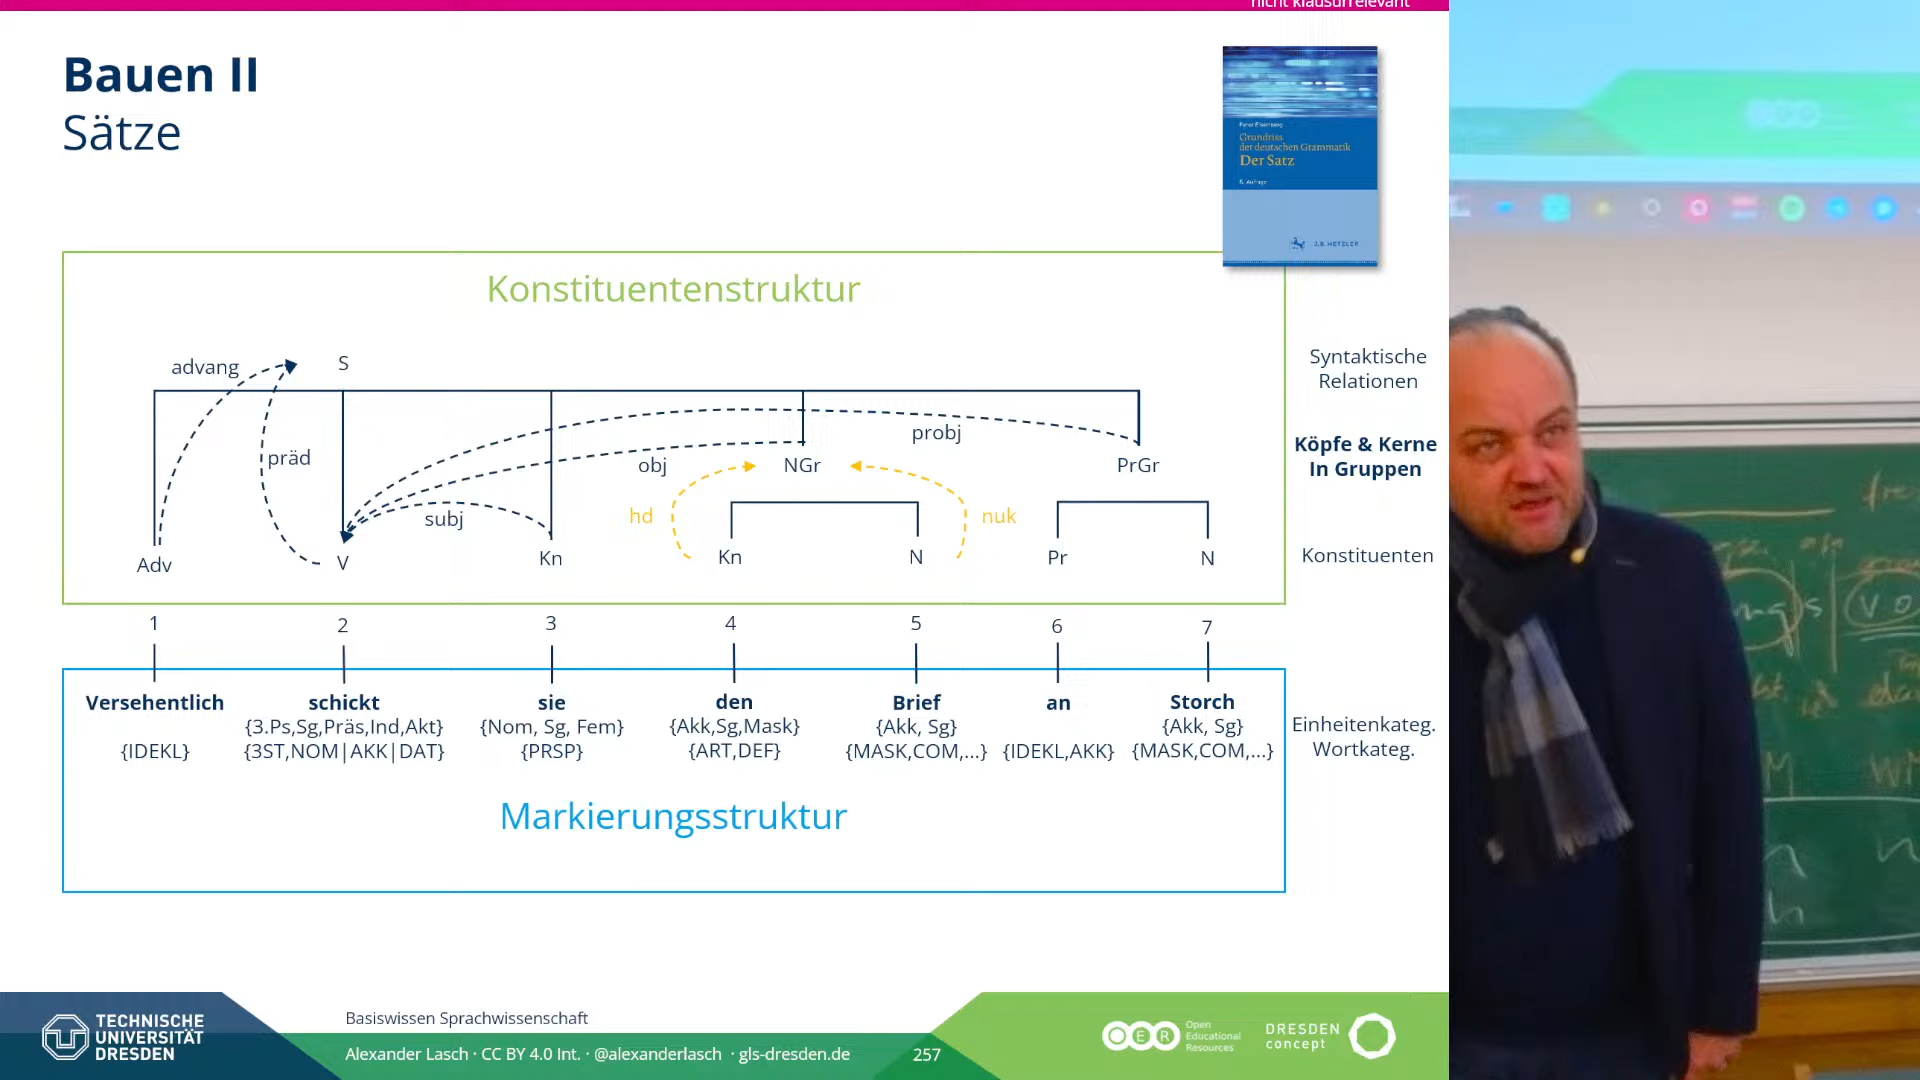 nicht klausurrelevant
Bauen II
Sätze
Peter Eisenberg
Grundriss
der deutschen Grammatik
Der Satz
5. Auflage
J.B. METZLER
Konstituentenstruktur
advang
S
Syntaktische
Relationen
präd
subj
obj
probj
NGr
PrGr
Köpfe & Kerne
In Gruppen
hd
nuk
Adv
V
Kn
Kn
N
Pr
N
Konstituenten
1 2 3 4 5 6 7
Versehentlich schickt sie den Brief an Storch
{3.Ps,Sg,Präs,Ind,Akt} {Nom, Sg, Fem} {Akk,Sg,Mask} {Akk, Sg} {Akk, Sg} Einheitenkateg.
{IDEKL} {3ST,NOM|AKK|DAT} {PRSP} {ART,DEF} {MASK,COM,...} {IDEKL,AKK} {MASK,COM,...} Wortkateg.
Markierungsstruktur
TECHNISCHE
UNIVERSITÄT
DRESDEN
Basiswissen Sprachwissenschaft
Alexander Lasch · CC BY 4.0 Int. · @alexanderlasch · gls-dresden.de
257
OER
Open
Educational
Resources
DRESDEN
concept